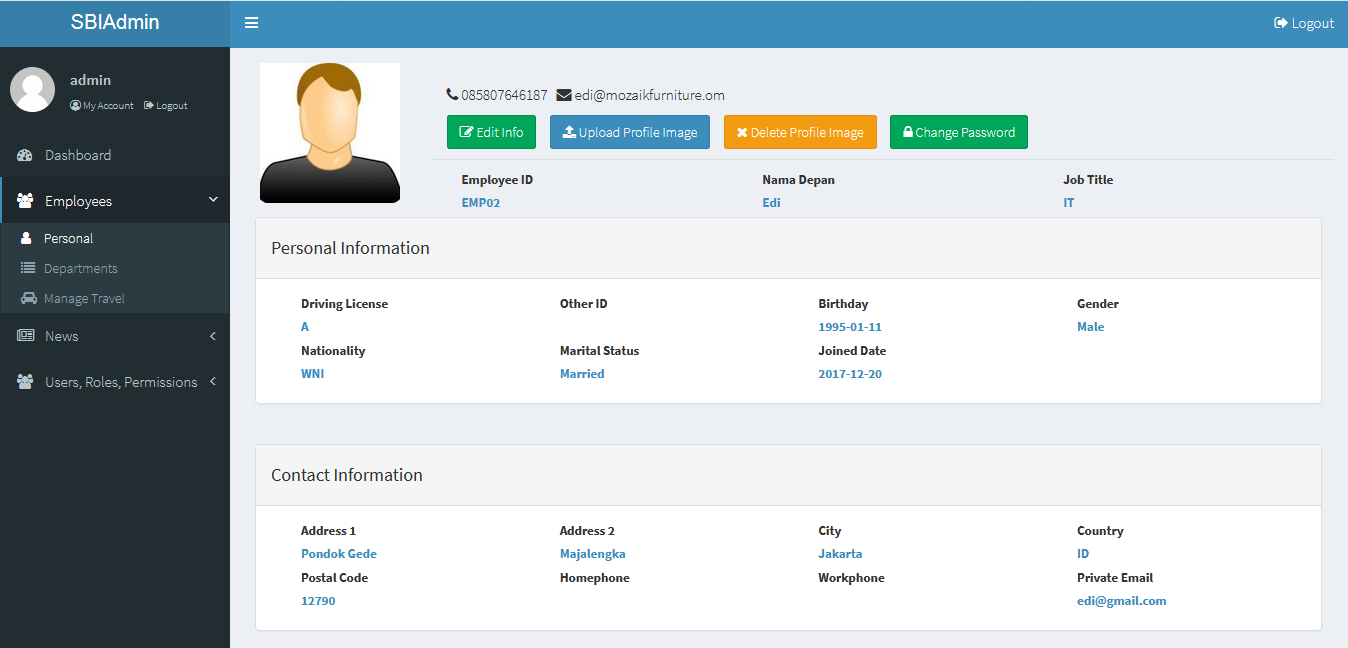 SBIAdmin
Logout
admin
My Account Logout
Dashboard
Employees
Personal
Departments
Manage Travel
News
Users, Roles, Permissions
085807646187 edi@mozaikfurniture.om
Edit Info Upload Profile Image Delete Profile Image Change Password
Employee ID Nama Depan Job Title
EMP02 Edi IT
Personal Information
Driving License Other ID Birthday Gender
A 1995-01-11 Male
Nationality Marital Status Joined Date
WNI Married 2017-12-20
Contact Information
Address 1 Address 2 City Country
Pondok Gede Majalengka Jakarta ID
Postal Code Homephone Workphone Private Email
12790 edi@gmail.com